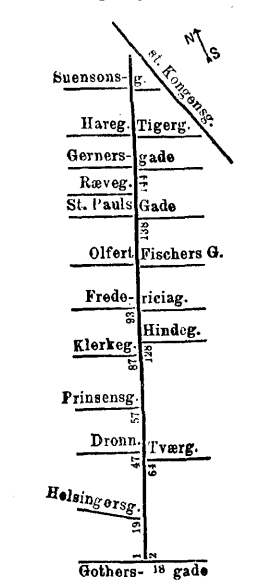 N
S
St. Kongensg.
Suensons- g.
Hareg. Tigerg.
Gerners- gade
Ræveg. 141
St. Pauls Gade
138
Olfert Fischers G.
Frede- riciag.
93
Hindeg.
Klerkeg.
87 128
Prinsensg.
57
Dronn. Tværg.
47 64
Helsingørsg.
19
1 2
Gothers- 18 gade